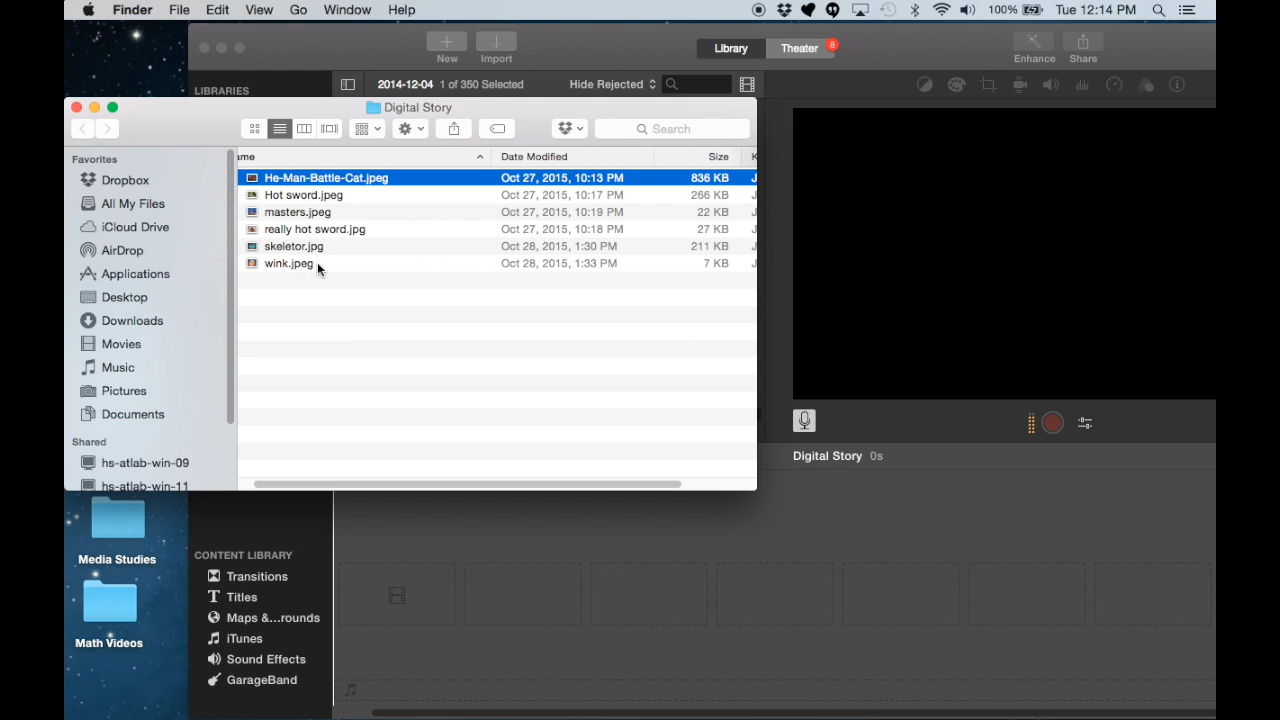 Finder File Edit View Go Window Help 100% Tue 12:14 PM
Library Theater 8
New Import Enhance Share
LIBRARIES 2014-12-04 1 of 350 Selected Hide Rejected
Digital Story
Search
Favorites
Dropbox
All My Files
iCloud Drive
AirDrop
Applications
Desktop
Downloads
Movies
Music
Pictures
Documents
Shared
hs-atlab-win-09
hs-atlab-win-11
me Date Modified Size K
He-Man-Battle-Cat.jpeg Oct 27, 2015, 10:13 PM 836 KB J
Hot sword.jpeg Oct 27, 2015, 10:17 PM 266 KB J
masters.jpeg Oct 27, 2015, 10:19 PM 22 KB J
really hot sword.jpg Oct 27, 2015, 10:18 PM 27 KB J
skeletor.jpg Oct 28, 2015, 1:30 PM 211 KB J
wink.jpeg Oct 28, 2015, 1:33 PM 7 KB J
Digital Story 0s
Media Studies
Math Videos
CONTENT LIBRARY
Transitions
T Titles
Maps &...rounds
iTunes
Sound Effects
GarageBand